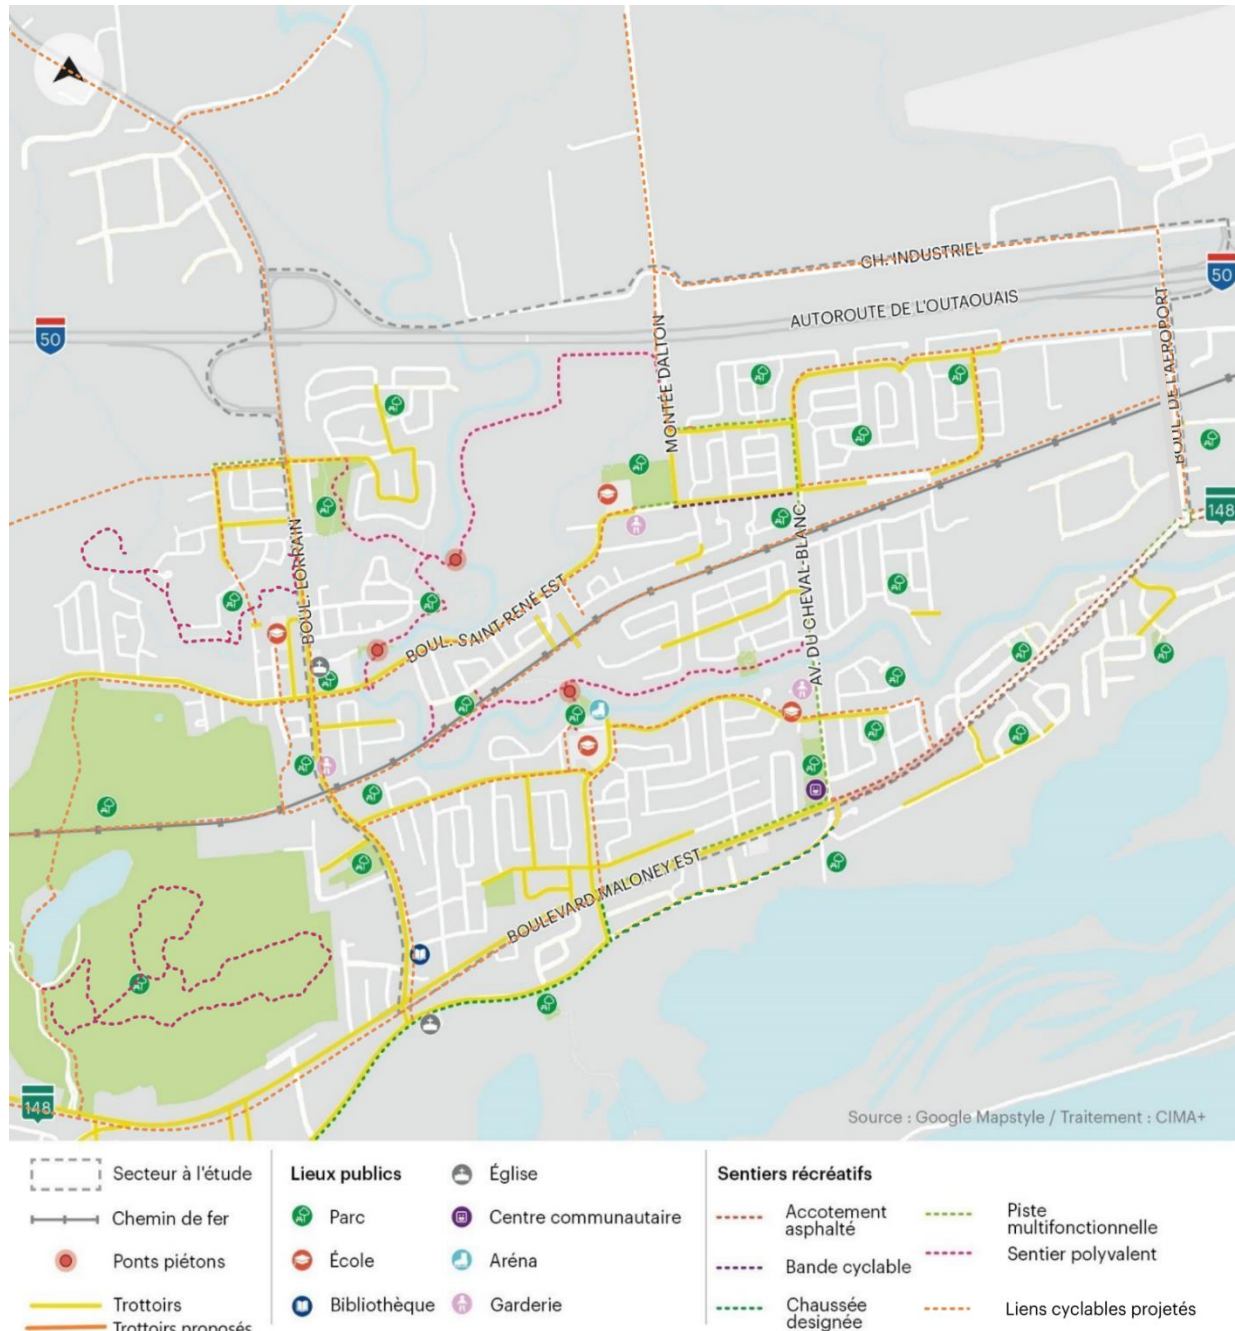 CH. INDUSTRIEL
50
AUTOROUTE DE L'OUTAOUAIS
50
MONTÉE DALTON
BOUL. DE L'AÉROPORT
148
BOUL. LORRAIN
AV. DU CHEVAL-BLANC
BOUL. SAINT-RENÉ EST
BOULEVARD MALONEY EST
148
Source : Google Mapstyle / Traitement : CIMA+
Secteur à l'étude
Chemin de fer
Ponts piétons
Trottoirs
Trottoirs proposés
Lieux publics
Parc
École
Bibliothèque
Église
Centre communautaire
Aréna
Garderie
Sentiers récréatifs
Accotement
asphalté
Bande cyclable
Chaussée
designée
Piste
multifonctionnelle
Sentier polyvalent
Liens cyclables projetés